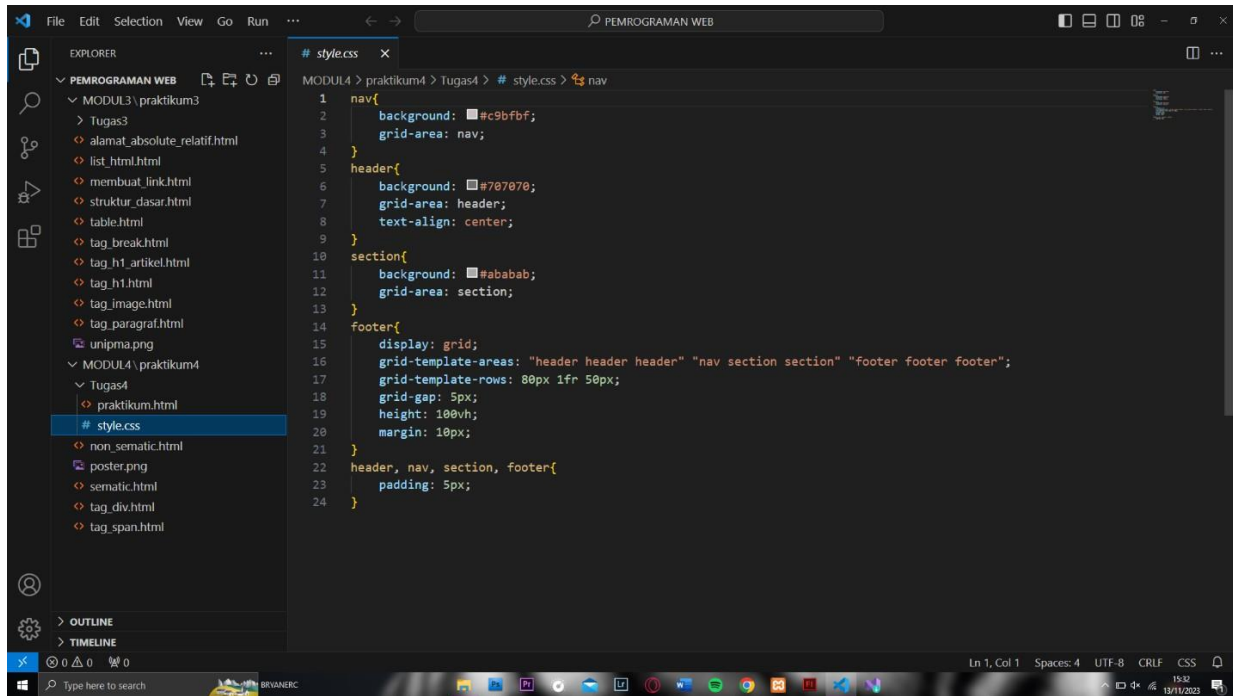 File Edit Selection View Go Run ···
PEMROGRAMAN WEB
EXPLORER
PEMROGRAMAN WEB
MODUL3 \ praktikum3
Tugas3
alamat_absolute_relatif.html
list_html.html
membuat_link.html
struktur_dasar.html
table.html
tag_break.html
tag_h1_artikel.html
tag_h1.html
tag_image.html
tag_paragraf.html
unipma.png
MODUL4 \ praktikum4
Tugas4
praktikum.html
# style.css
non_sematic.html
poster.png
sematic.html
tag_div.html
tag_span.html
OUTLINE
TIMELINE
# style.css
MODUL4 > praktikum4 > Tugas4 > # style.css > nav
1 nav{
2 background: #c9bfbf;
3 grid-area: nav;
4 }
5 header{
6 background: #707070;
7 grid-area: header;
8 text-align: center;
9 }
10 section{
11 background: #ababab;
12 grid-area: section;
13 }
14 footer{
15 display: grid;
16 grid-template-areas: "header header header" "nav section section" "footer footer footer";
17 grid-template-rows: 80px 1fr 50px;
18 grid-gap: 5px;
19 height: 100vh;
20 margin: 10px;
21 }
22 header, nav, section, footer{
23 padding: 5px;
24 }
0 0 0 Ln 1, Col 1 Spaces: 4 UTF-8 CRLF CSS
Type here to search BRYANERC Ps Pr Lr 15:32
13/11/2023